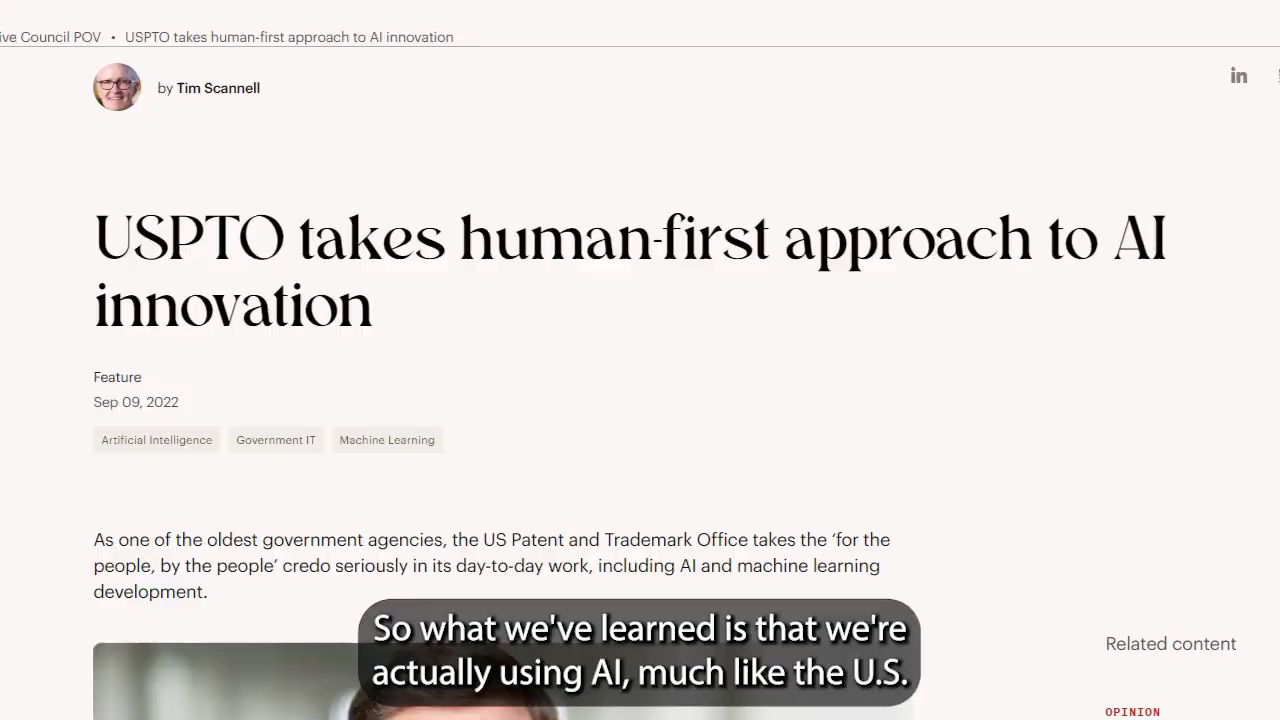 ive Council POV • USPTO takes human-first approach to AI innovation
by Tim Scannell
in
USPTO takes human-first approach to AI
innovation
Feature
Sep 09, 2022
Artificial Intelligence Government IT Machine Learning
As one of the oldest government agencies, the US Patent and Trademark Office takes the ‘for the
people, by the people’ credo seriously in its day-to-day work, including AI and machine learning
development.
So what we've learned is that we're
actually using AI, much like the U.S.
Related content
OPINION